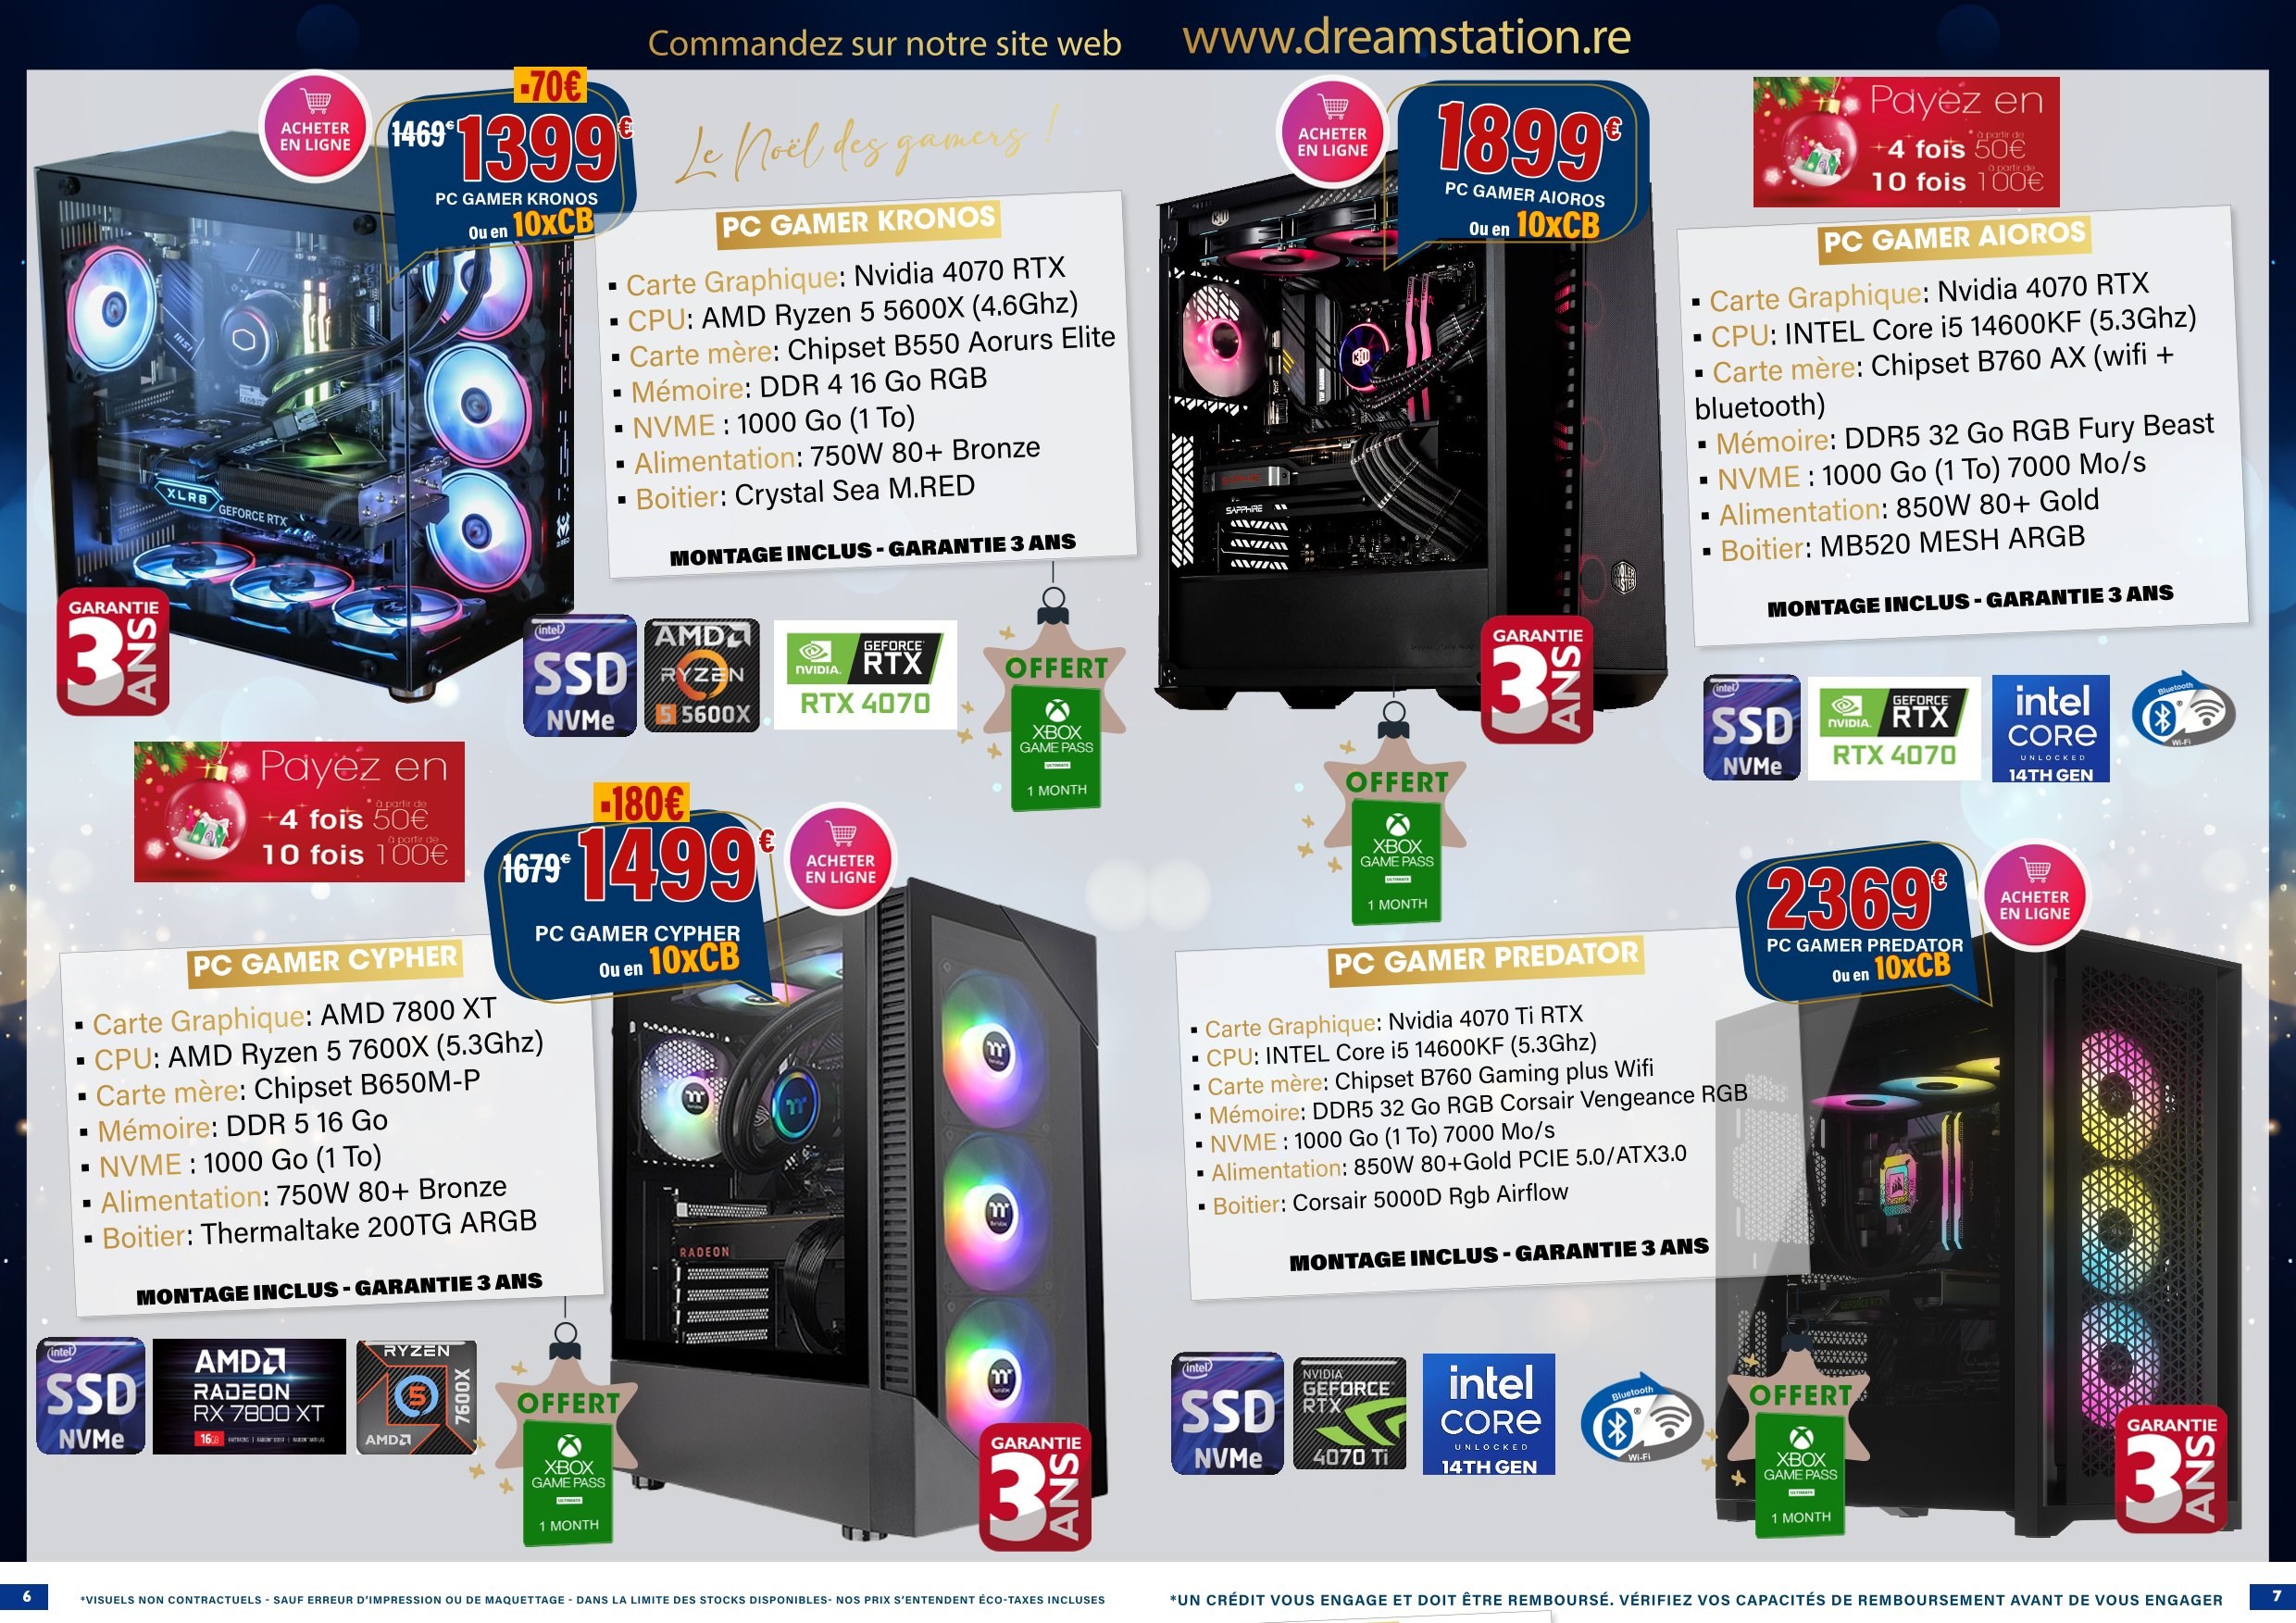 Commandez sur notre site web www.dreamstation.re
ACHETER
EN LIGNE
-70€
1469€ 1399€
PC GAMER KRONOS
Ou en 10xCB
Le Noël des gamers !
PC GAMER KRONOS
▪ Carte Graphique: Nvidia 4070 RTX
▪ CPU: AMD Ryzen 5 5600X (4.6Ghz)
▪ Carte mère: Chipset B550 Aorurs Elite
▪ Mémoire: DDR 4 16 Go RGB
▪ NVME : 1000 Go (1 To)
▪ Alimentation: 750W 80+ Bronze
▪ Boitier: Crystal Sea M.RED
MONTAGE INCLUS - GARANTIE 3 ANS
XLR8
GEFORCE RTX
GARANTIE
3 ANS
intel
SSD
NVMe
AMD
RYZEN
5 5600X
NVIDIA.
GEFORCE
RTX
RTX 4070
OFFERT
XBOX
GAME PASS
ULTIMATE
1 MONTH
ACHETER
EN LIGNE
1899€
PC GAMER AIOROS
Ou en 10xCB
Payez en
4 fois à partir de 50€
10 fois à partir de 100€
PC GAMER AIOROS
▪ Carte Graphique: Nvidia 4070 RTX
▪ CPU: INTEL Core i5 14600KF (5.3Ghz)
▪ Carte mère: Chipset B760 AX (wifi +
bluetooth)
▪ Mémoire: DDR5 32 Go RGB Fury Beast
▪ NVME : 1000 Go (1 To) 7000 Mo/s
▪ Alimentation: 850W 80+ Gold
▪ Boitier: MB520 MESH ARGB
MONTAGE INCLUS - GARANTIE 3 ANS
SAPPHIRE
COOLER
MASTER
GARANTIE
3 ANS
OFFERT
XBOX
GAME PASS
ULTIMATE
1 MONTH
intel
SSD
NVMe
NVIDIA.
GEFORCE
RTX
RTX 4070
intel
CORE
UNLOCKED
14TH GEN
Bluetooth
Wi-Fi
Payez en
4 fois à partir de 50€
10 fois à partir de 100€
-180€
1679€ 1499€
PC GAMER CYPHER
Ou en 10xCB
ACHETER
EN LIGNE
PC GAMER CYPHER
▪ Carte Graphique: AMD 7800 XT
▪ CPU: AMD Ryzen 5 7600X (5.3Ghz)
▪ Carte mère: Chipset B650M-P
▪ Mémoire: DDR 5 16 Go
▪ NVME : 1000 Go (1 To)
▪ Alimentation: 750W 80+ Bronze
▪ Boitier: Thermaltake 200TG ARGB
MONTAGE INCLUS - GARANTIE 3 ANS
RADEON
intel
SSD
NVMe
AMD
RADEON
RX 7800 XT
16GB
RYZEN
5
7600X
AMD
OFFERT
XBOX
GAME PASS
ULTIMATE
1 MONTH
GARANTIE
3 ANS
2369€
PC GAMER PREDATOR
Ou en 10xCB
ACHETER
EN LIGNE
PC GAMER PREDATOR
▪ Carte Graphique: Nvidia 4070 Ti RTX
▪ CPU: INTEL Core i5 14600KF (5.3Ghz)
▪ Carte mère: Chipset B760 Gaming plus Wifi
▪ Mémoire: DDR5 32 Go RGB Corsair Vengeance RGB
▪ NVME : 1000 Go (1 To) 7000 Mo/s
▪ Alimentation: 850W 80+Gold PCIE 5.0/ATX3.0
▪ Boitier: Corsair 5000D Rgb Airflow
MONTAGE INCLUS - GARANTIE 3 ANS
intel
SSD
NVMe
NVIDIA
GEFORCE
RTX
4070 Ti
intel
CORE
UNLOCKED
14TH GEN
Bluetooth
Wi-Fi
OFFERT
XBOX
GAME PASS
ULTIMATE
1 MONTH
GARANTIE
3 ANS
6
*VISUELS NON CONTRACTUELS - SAUF ERREUR D'IMPRESSION OU DE MAQUETTAGE - DANS LA LIMITE DES STOCKS DISPONIBLES- NOS PRIX S'ENTENDENT ÉCO-TAXES INCLUSES
*UN CRÉDIT VOUS ENGAGE ET DOIT ÊTRE REMBOURSÉ. VÉRIFIEZ VOS CAPACITÉS DE REMBOURSEMENT AVANT DE VOUS ENGAGER
7